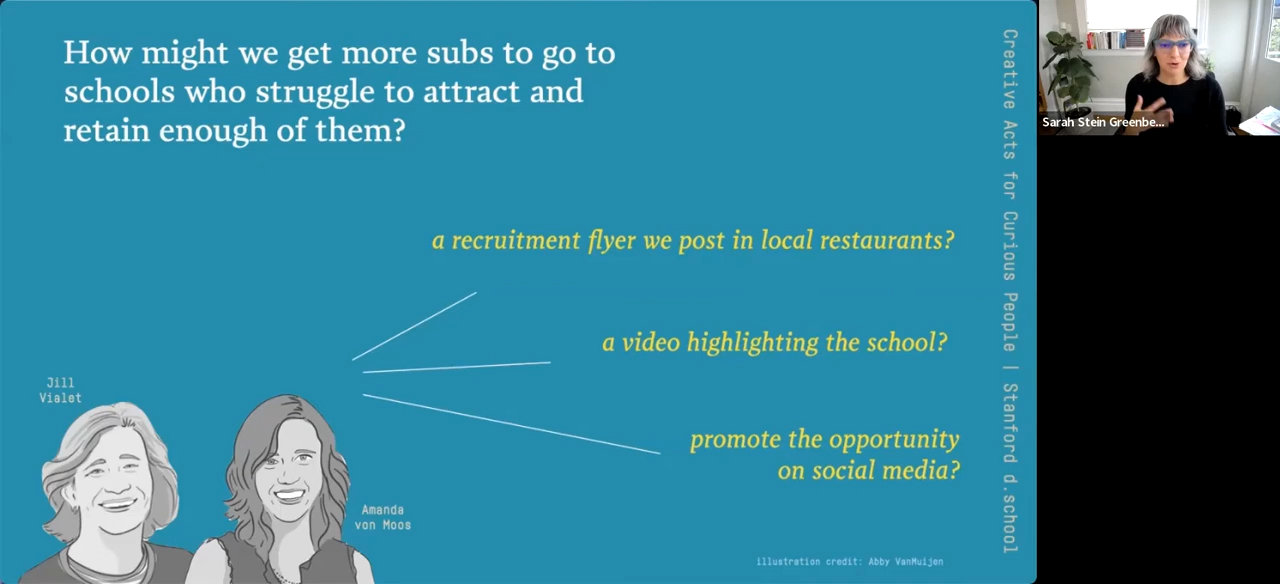 How might we get more subs to go to
schools who struggle to attract and
retain enough of them?
a recruitment flyer we post in local restaurants?
a video highlighting the school?
promote the opportunity
on social media?
Jill
Vialet
Amanda
von Moos
illustration credit: Abby VanMuijen
Creative Acts for Curious People | Stanford d.school
Sarah Stein Greenbe...